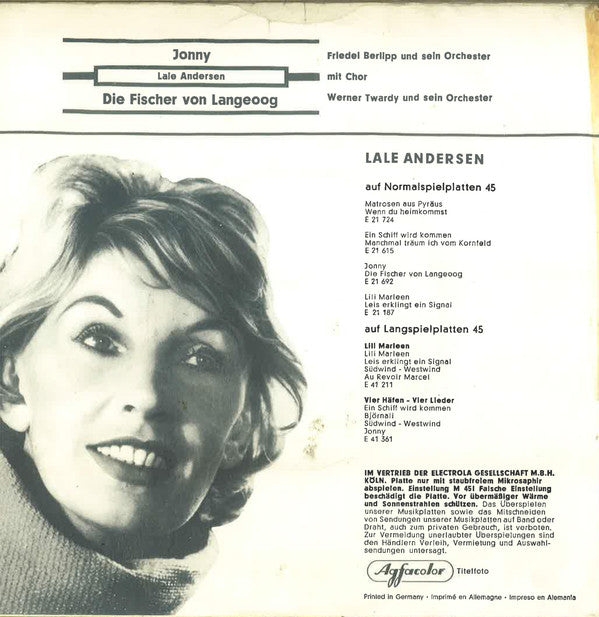 Jonny
Friedel Berlipp und sein Orchester
Lale Andersen
mit Chor
Die Fischer von Langeoog
Werner Twardy und sein Orchester
LALE ANDERSEN
auf Normalspielplatten 45
Matrosen aus Pyräus
Wenn du heimkommst
E 21 724
Ein Schiff wird kommen
Manchmal träum ich vom Kornfeld
E 21 615
Jonny
Die Fischer von Langeoog
E 21 692
Lili Marleen
Leis erklingt ein Signal
E 21 187
auf Langspielplatten 45
Lili Marleen
Lili Marleen
Leis erklingt ein Signal
Südwind - Westwind
Au Revoir Marcel
E 41 211
Vier Häfen - Vier Lieder
Ein Schiff wird kommen
Björnali
Südwind - Westwind
Jonny
E 41 361
IM VERTRIEB DER ELECTROLA GESELLSCHAFT M.B.H.
KÖLN. Platte nur mit staubfreiem Mikrosaphir
abspielen. Einstellung M 451 Falsche Einstellung
beschädigt die Platte. Vor übermäßiger Wärme
und Sonnenstrahlen schützen. Das Überspielen
unserer Musikplatten sowie das Mitschneiden
von Sendungen unserer Musikplatten auf Band oder
Draht, auch zum privaten Gebrauch, ist verboten.
Zur Vermeidung unerlaubter Überspielungen sind
den Händlern Verleih, Vermietung und Auswahl-
sendungen untersagt.
Agfacolor Titelfoto
Printed in Germany · Imprimé en Allemagne · Impreso en Alemania